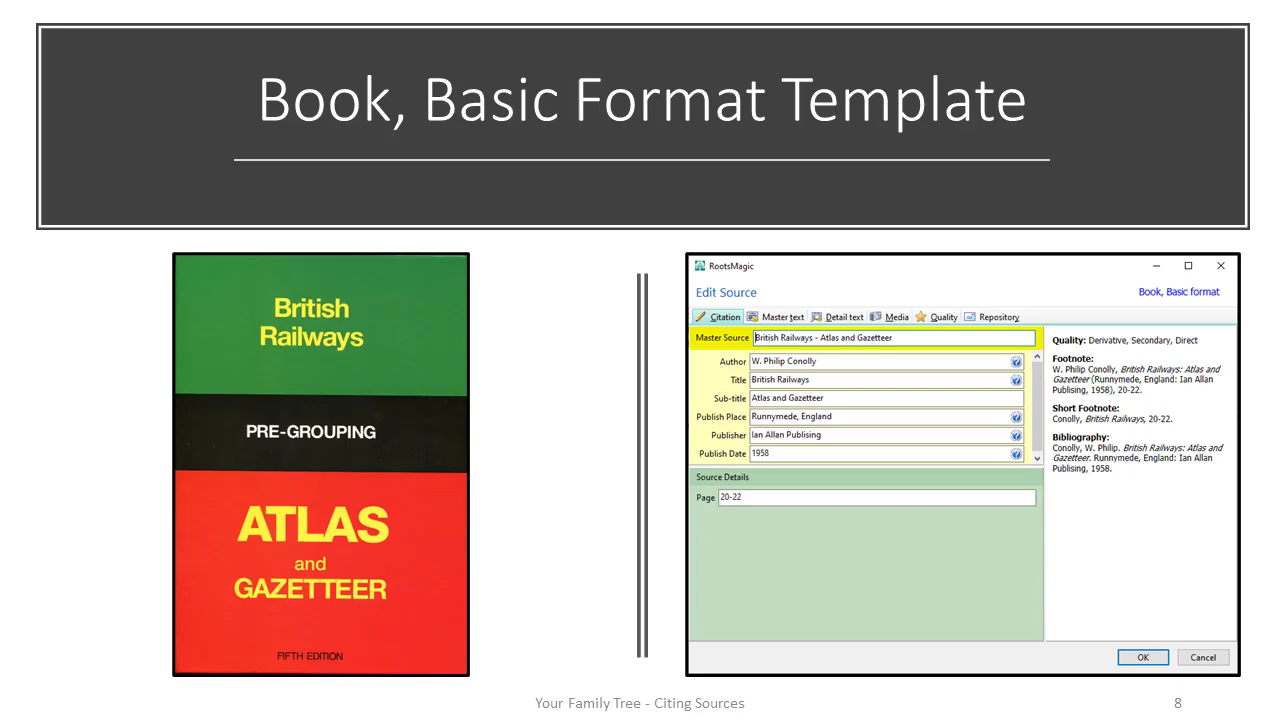 Book, Basic Format Template
British
Railways
PRE-GROUPING
ATLAS
and
GAZETTEER
FIFTH EDITION
RootsMagic
Edit Source
Book, Basic format
Citation Master text Detail text Media Quality Repository
Master Source British Railways - Atlas and Gazetteer
Author W. Philip Conolly
Title British Railways
Sub-title Atlas and Gazetteer
Publish Place Runnymede, England
Publisher Ian Allan Publising
Publish Date 1958
Source Details
Page 20-22
Quality: Derivative, Secondary, Direct
Footnote:
W. Philip Conolly, British Railways: Atlas and
Gazetteer (Runnymede, England: Ian Allan
Publising, 1958), 20-22.
Short Footnote:
Conolly, British Railways, 20-22.
Bibliography:
Conolly, W. Philip. British Railways: Atlas and
Gazetteer. Runnymede, England: Ian Allan
Publising, 1958.
OK Cancel
Your Family Tree - Citing Sources
8